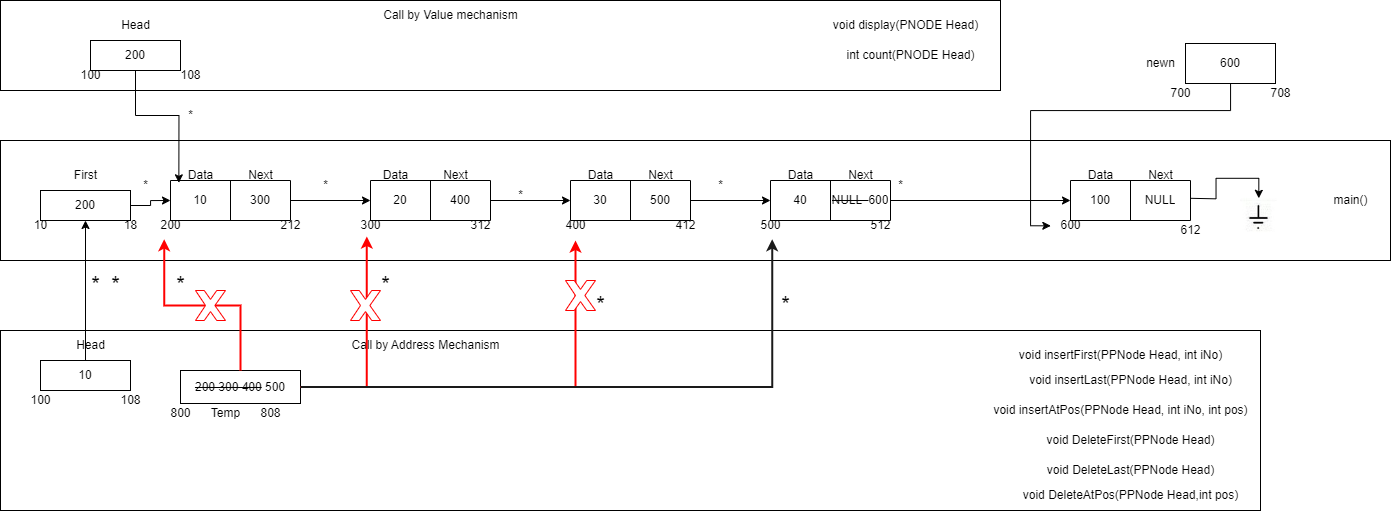 Call by Value mechanism
Head
void display(PNODE Head)
200
int count(PNODE Head)
100 108
newn 600
700 708
*
First Data Next Data Next Data Next Data Next Data Next
* * * * *
200 10 300 20 400 30 500 40 NULL 600 100 NULL main()
10 18 200 212 300 312 400 412 500 512 600 612
* * * * * *
Head Call by Address Mechanism
void insertFirst(PPNode Head, int iNo)
10 200 300 400 500
void insertLast(PPNode Head, int iNo)
100 108 800 Temp 808
void insertAtPos(PPNode Head, int iNo, int pos)
void DeleteFirst(PPNode Head)
void DeleteLast(PPNode Head)
void DeleteAtPos(PPNode Head,int pos)